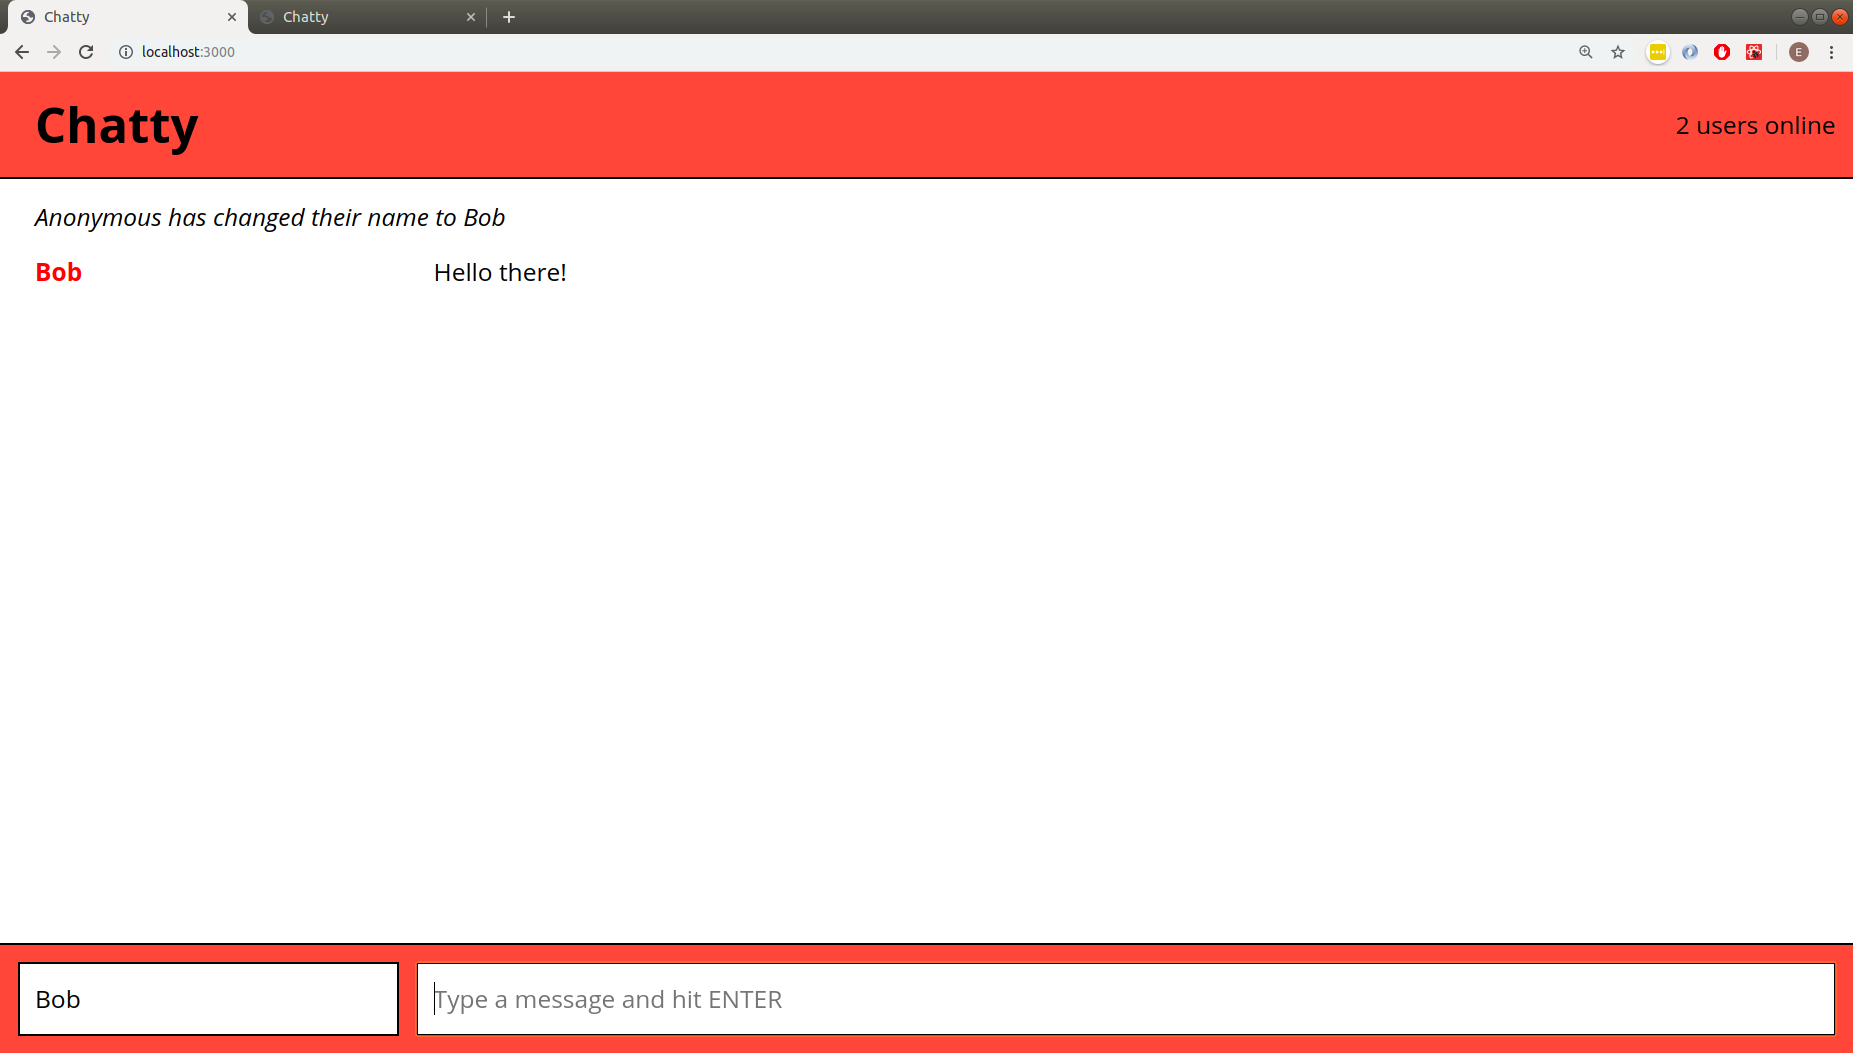 Chatty
Chatty
localhost:3000
E
Chatty
2 users online
Anonymous has changed their name to Bob
Bob Hello there!
Bob
Type a message and hit ENTER